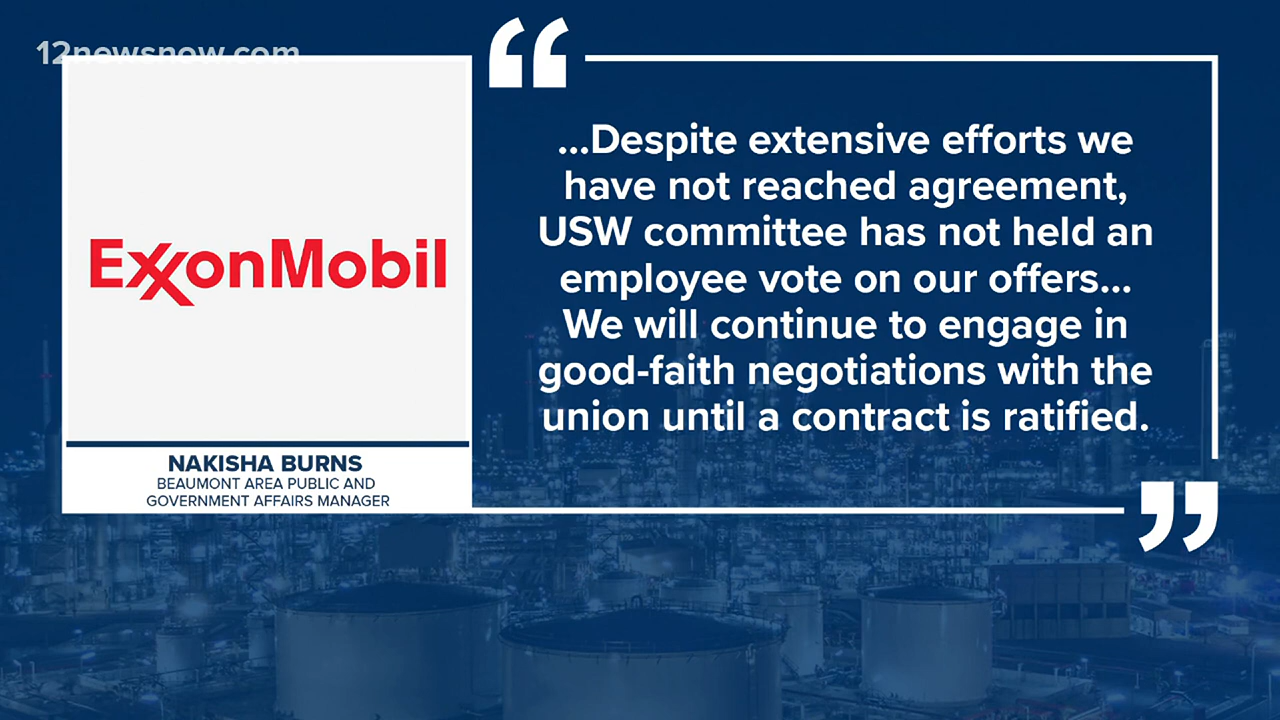 12newsnow.com
...Despite extensive efforts we
have not reached agreement,
USW committee has not held an
employee vote on our offers...
We will continue to engage in
good-faith negotiations with the
union until a contract is ratified.
ExxonMobil
NAKISHA BURNS
BEAUMONT AREA PUBLIC AND
GOVERNMENT AFFAIRS MANAGER